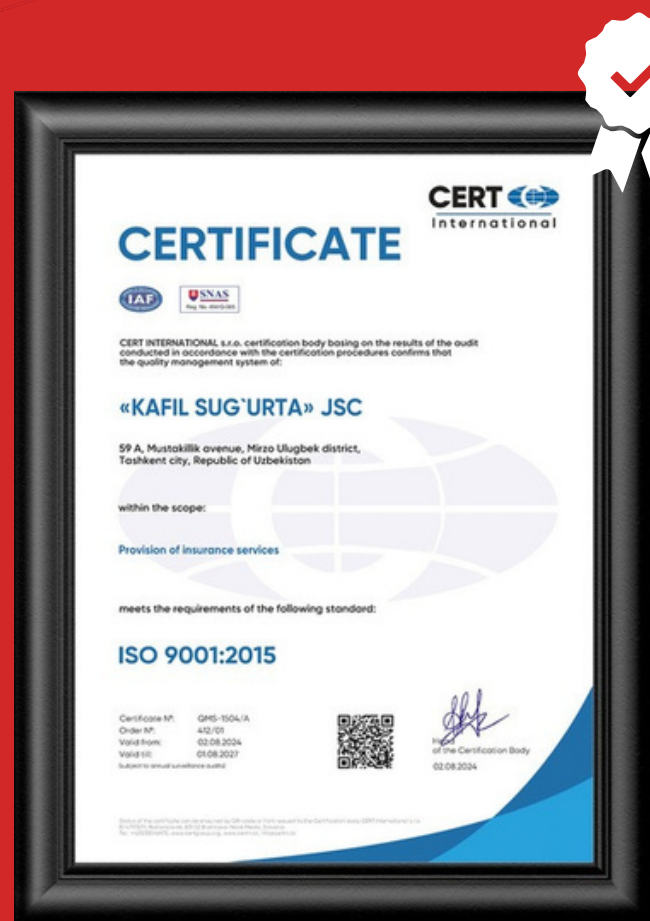 CERT
International
CERTIFICATE
IAF
SNAS
CERT INTERNATIONAL s.r.o. certification body basing on the results of the audit
conducted in accordance with the certification procedures confirms that
the quality management system of:
«KAFIL SUG`URTA» JSC
59 A, Mustakillik avenue, Mirzo Ulugbek district,
Tashkent city, Republic of Uzbekistan
within the scope:
Provision of insurance services
meets the requirements of the following standard:
ISO 9001:2015
Certificate №: QMS-1504/A
Order №: 412/01
Valid from: 02.08.2024
Valid till: 01.08.2027
Subject to annual surveillance audits
Head
of the Certification Body
02.08.2024